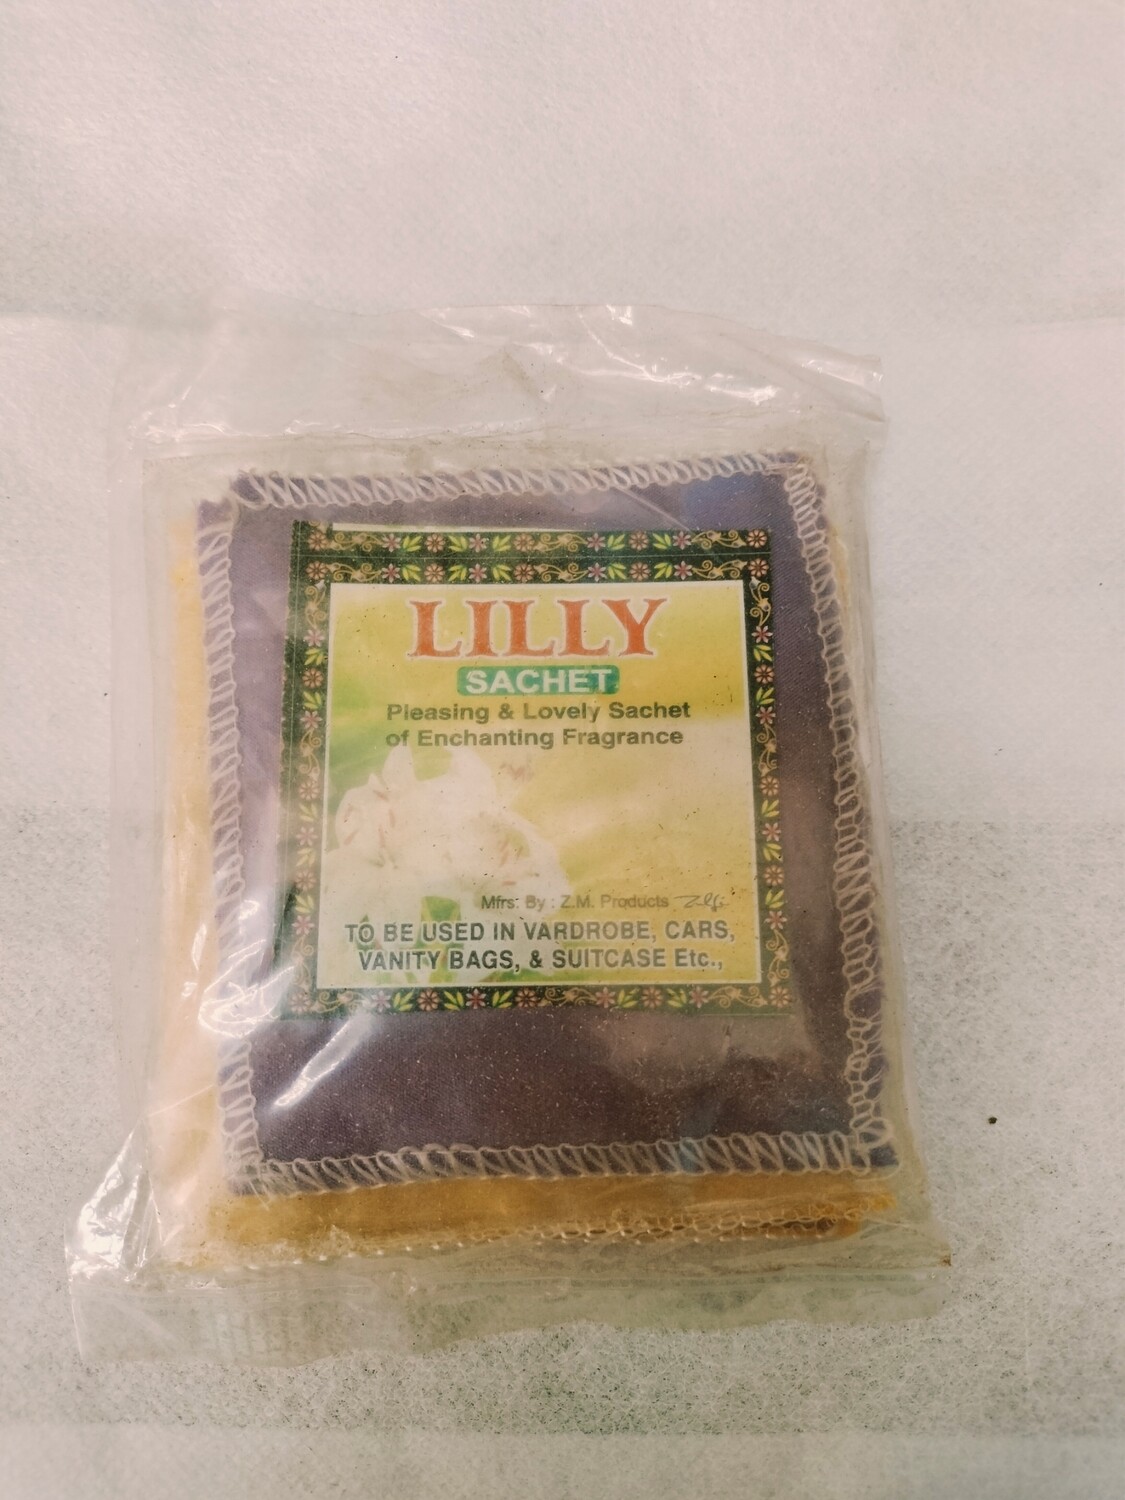 LILLY
SACHET
Pleasing & Lovely Sachet
of Enchanting Fragrance
Mfrs. By : Z.M. Products Zulfi
TO BE USED IN VARDROBE, CARS,
VANITY BAGS, & SUITCASE Etc.,